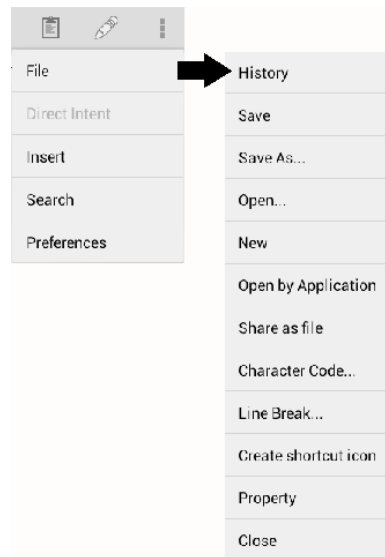 File
Direct Intent
Insert
Search
Preferences
History
Save
Save As...
Open...
New
Open by Application
Share as file
Character Code...
Line Break...
Create shortcut icon
Property
Close